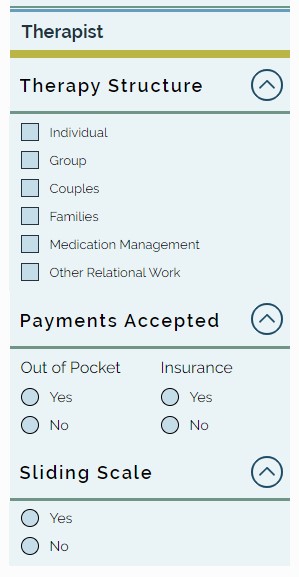 Therapist
Therapy Structure
Individual
Group
Couples
Families
Medication Management
Other Relational Work
Payments Accepted
Out of Pocket Insurance
Yes Yes
No No
Sliding Scale
Yes
No